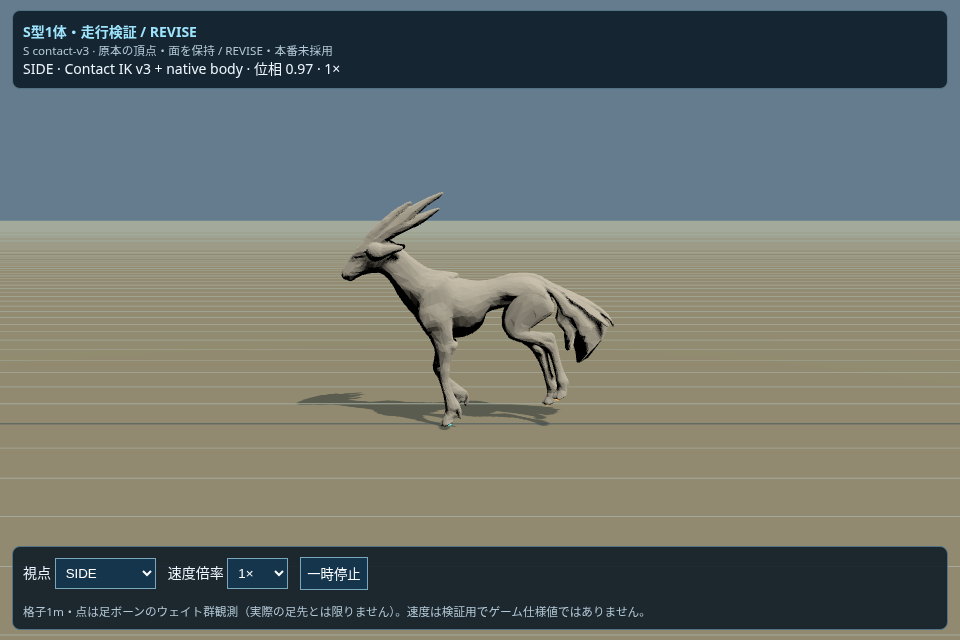 S型1体・走行検証 / REVISE
S contact-v3 · 原本の頂点・面を保持 / REVISE・本番未採用
SIDE · Contact IK v3 + native body · 位相 0.97 · 1×
視点 SIDE 速度倍率 1× 一時停止
格子1m・点は足ボーンのウェイト群観測（実際の足先とは限りません）。速度は検証用でゲーム仕様値ではありません。